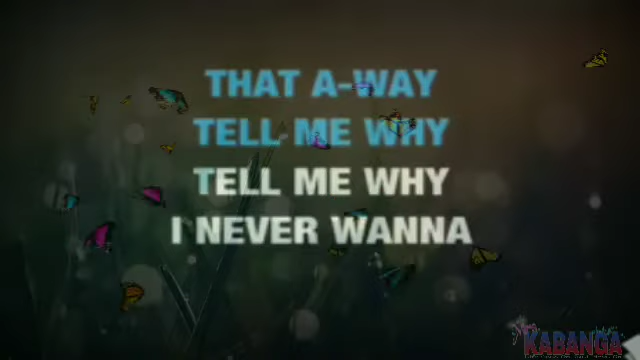 THAT A-WAY
TELL ME WHY
TELL ME WHY
I NEVER WANNA
KABANGA